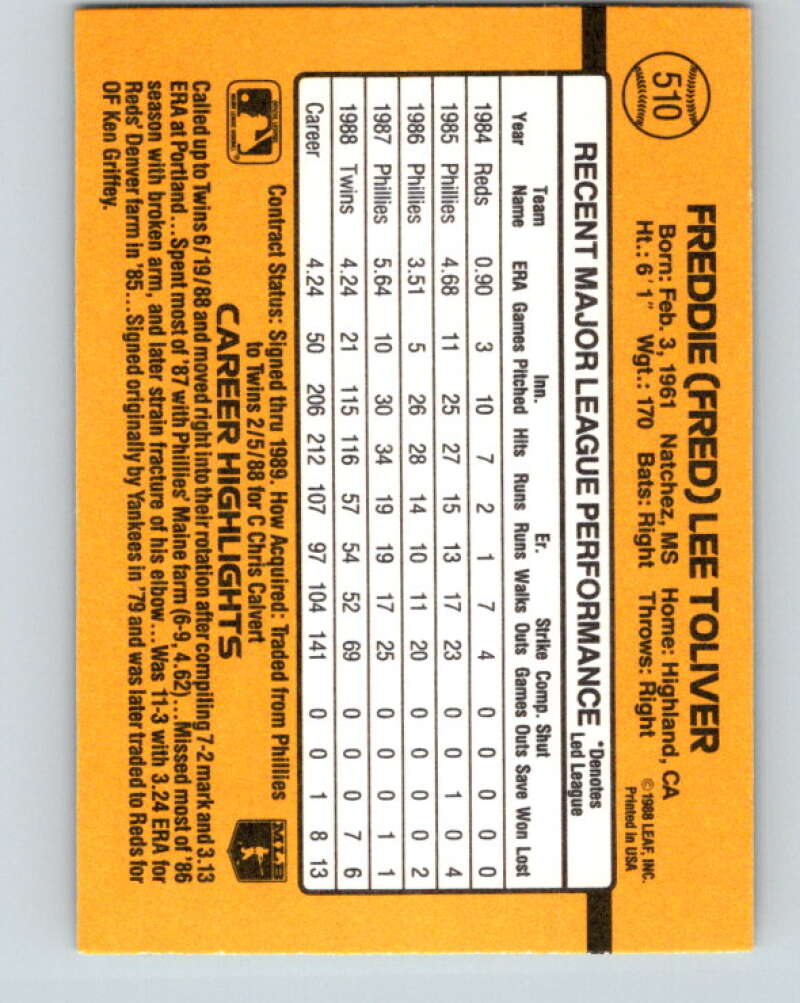 510
FREDDIE (FRED) LEE TOLIVER
Born: Feb. 3, 1961 Natchez, MS Home: Highland, CA
Ht.: 6'1" Wgt.: 170 Bats: Right Throws: Right
© 1988 LEAF, INC.
Printed in USA
RECENT MAJOR LEAGUE PERFORMANCE *Denotes Led League
Year Team Name ERA Games Inn. Pitched Hits Runs Er. Runs Walks Strike Outs Comp. Games Shut Outs Save Won Lost
1984 Reds 0.90 3 10 7 2 1 7 4 0 0 0 0 0
1985 Phillies 4.68 11 25 27 15 13 17 23 0 0 1 0 4
1986 Phillies 3.51 5 26 28 14 10 11 20 0 0 0 0 2
1987 Phillies 5.64 10 30 34 19 19 17 25 0 0 0 1 1
1988 Twins 4.24 21 115 116 57 54 52 69 0 0 0 7 6
Career 4.24 50 206 212 107 97 104 141 0 0 1 8 13
Contract Status: Signed thru 1989. How Acquired: Traded from Phillies
to Twins 2/5/88 for C Chris Calvert
MLB
CAREER HIGHLIGHTS
Called up to Twins 6/19/88 and moved right into their rotation after compiling 7-2 mark and 3.13
ERA at Portland...Spent most of '87 with Phillies' Maine farm (6-9, 4.62)...Missed most of '86
season with broken arm, and later strain fracture of his elbow...Was 11-3 with 3.24 ERA for
Reds' Denver farm in '85...Signed originally by Yankees in '79 and was later traded to Reds for
OF Ken Griffey.